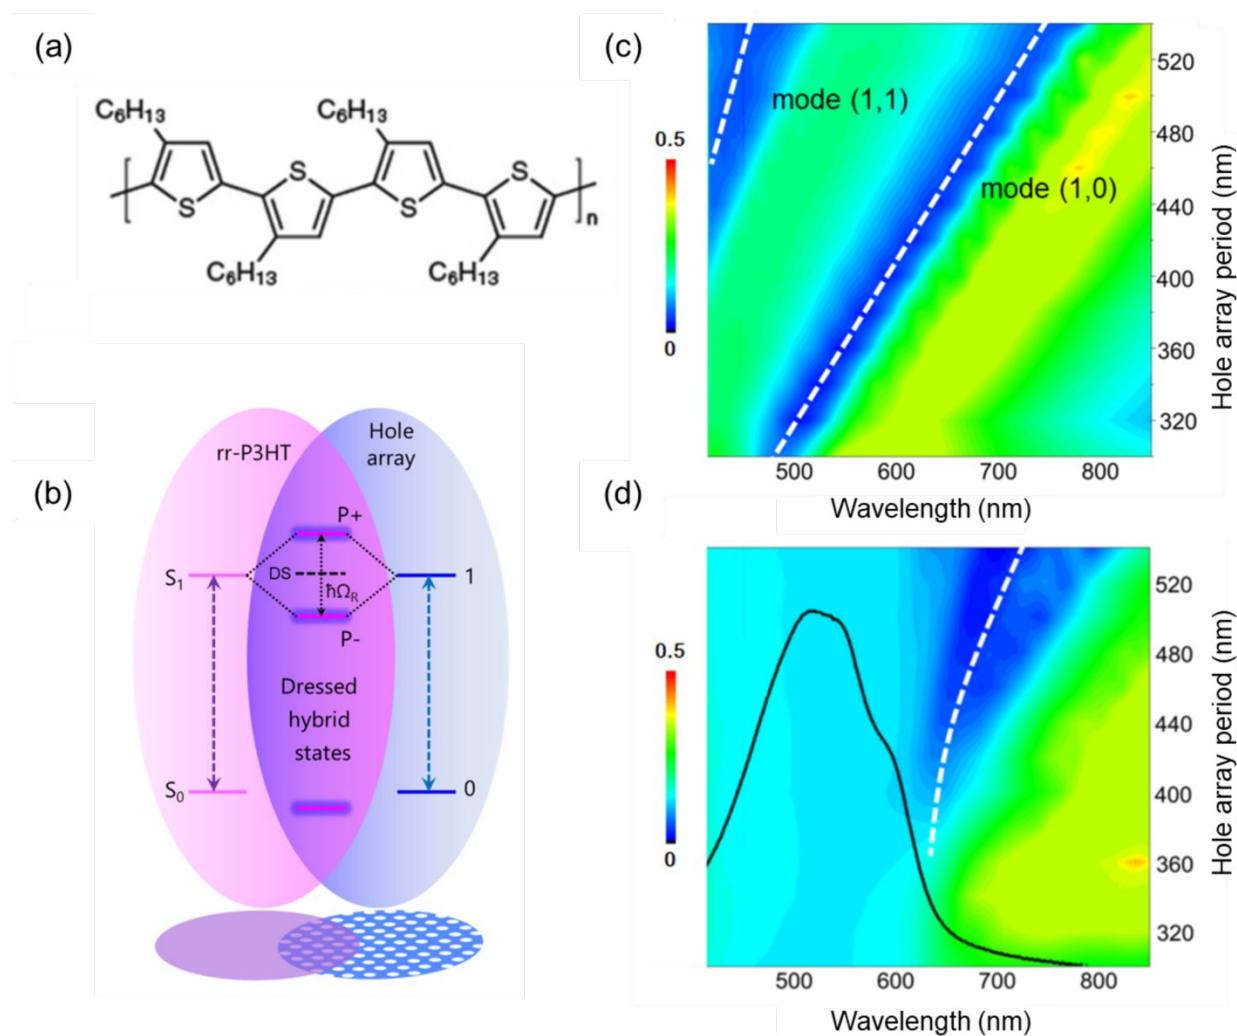 (a)
C₆H₁₃
C₆H₁₃
S
S
S
S
n
C₆H₁₃
C₆H₁₃
(b)
rr-P3HT
Hole
array
P+
S₁
DS
1
ħΩ_R
P-
Dressed
hybrid
states
S₀
0
(c)
0.5
0
mode (1,1)
mode (1,0)
520
480
440
400
360
320
Hole array period (nm)
500
600
700
800
Wavelength (nm)
(d)
0.5
0
520
480
440
400
360
320
Hole array period (nm)
500
600
700
800
Wavelength (nm)